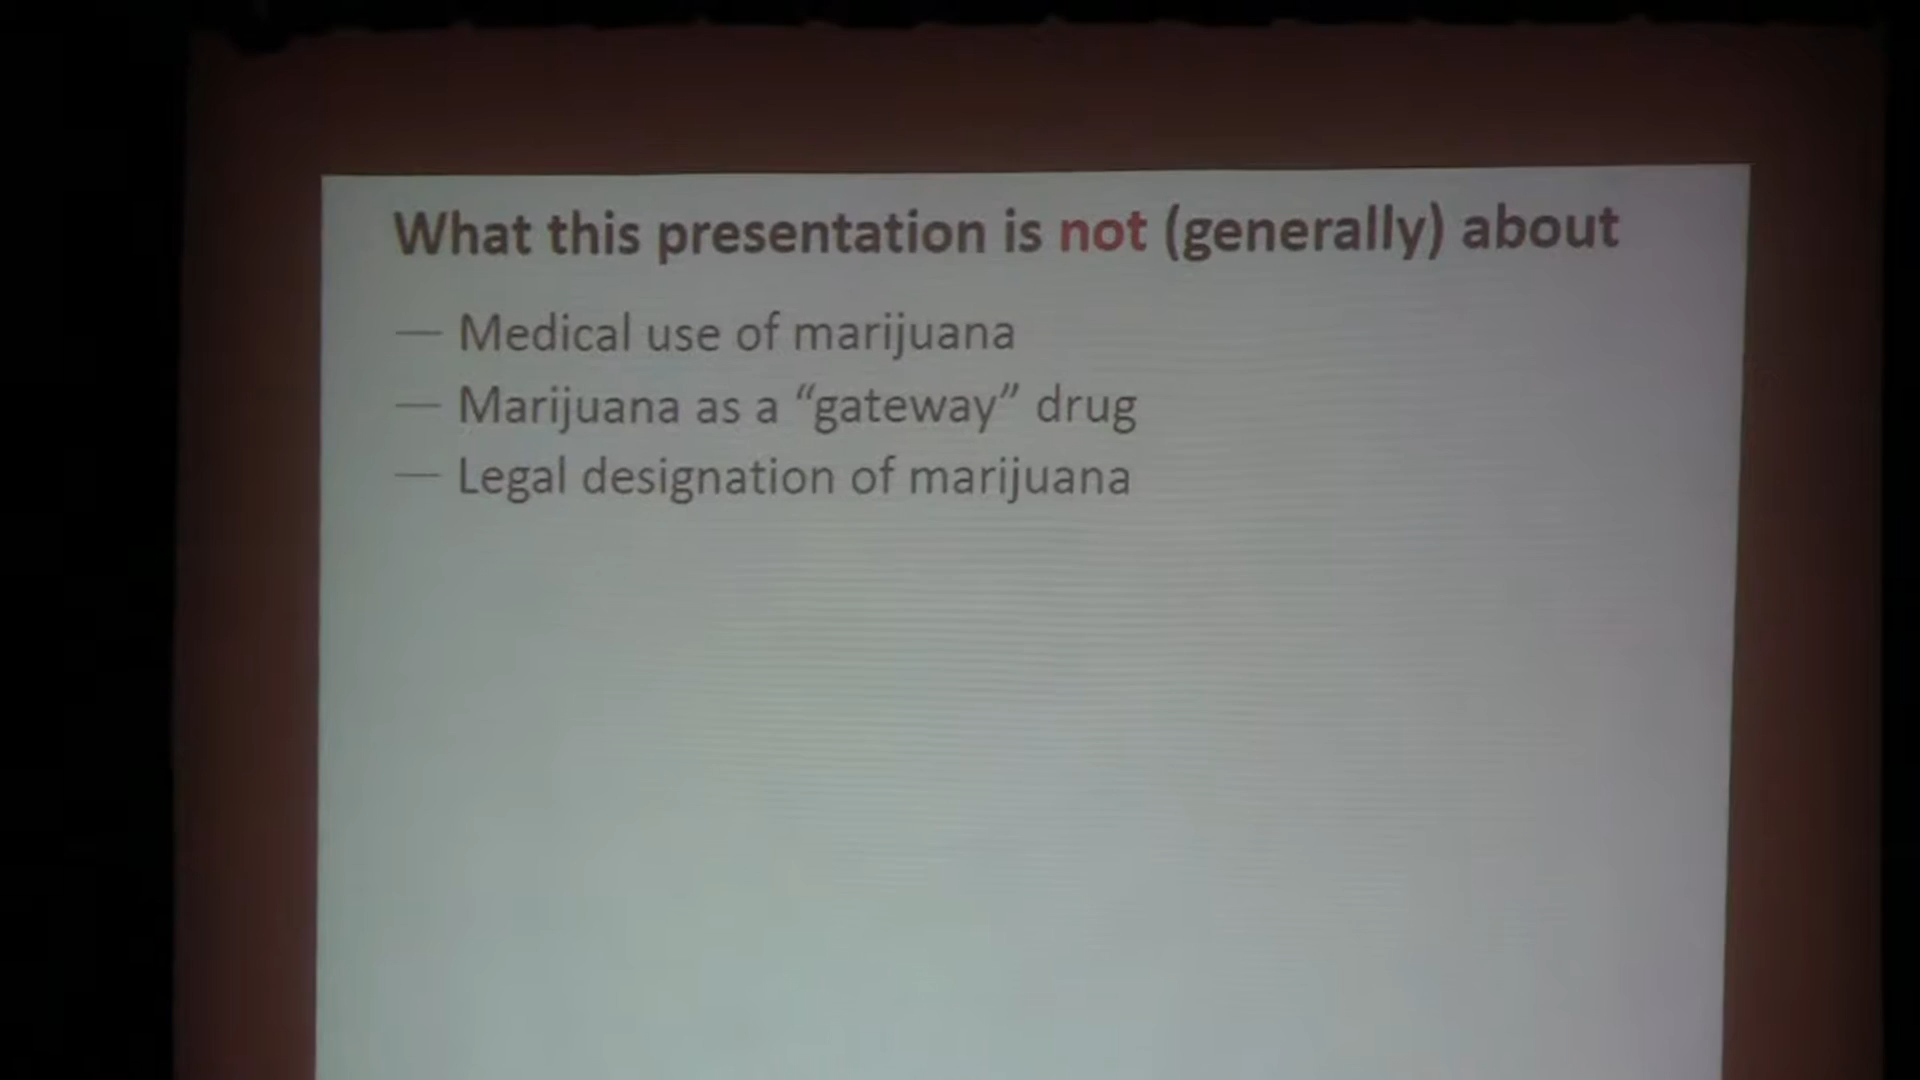 What this presentation is not (generally) about
— Medical use of marijuana
— Marijuana as a “gateway” drug
— Legal designation of marijuana